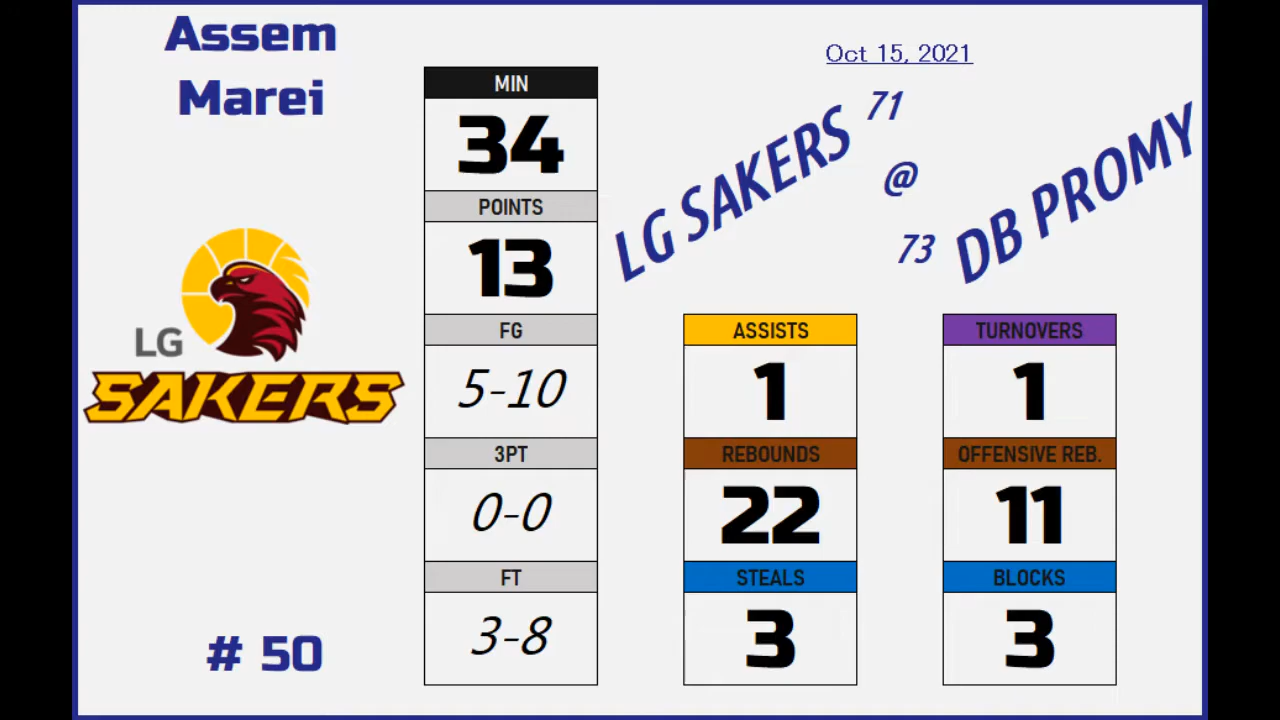 Assem
Marei
LG
SAKERS
# 50
MIN
34
POINTS
13
FG
5-10
3PT
0-0
FT
3-8
Oct 15, 2021
LG SAKERS
71
@
73
DB PROMY
ASSISTS
1
REBOUNDS
22
STEALS
3
TURNOVERS
1
OFFENSIVE REB.
11
BLOCKS
3